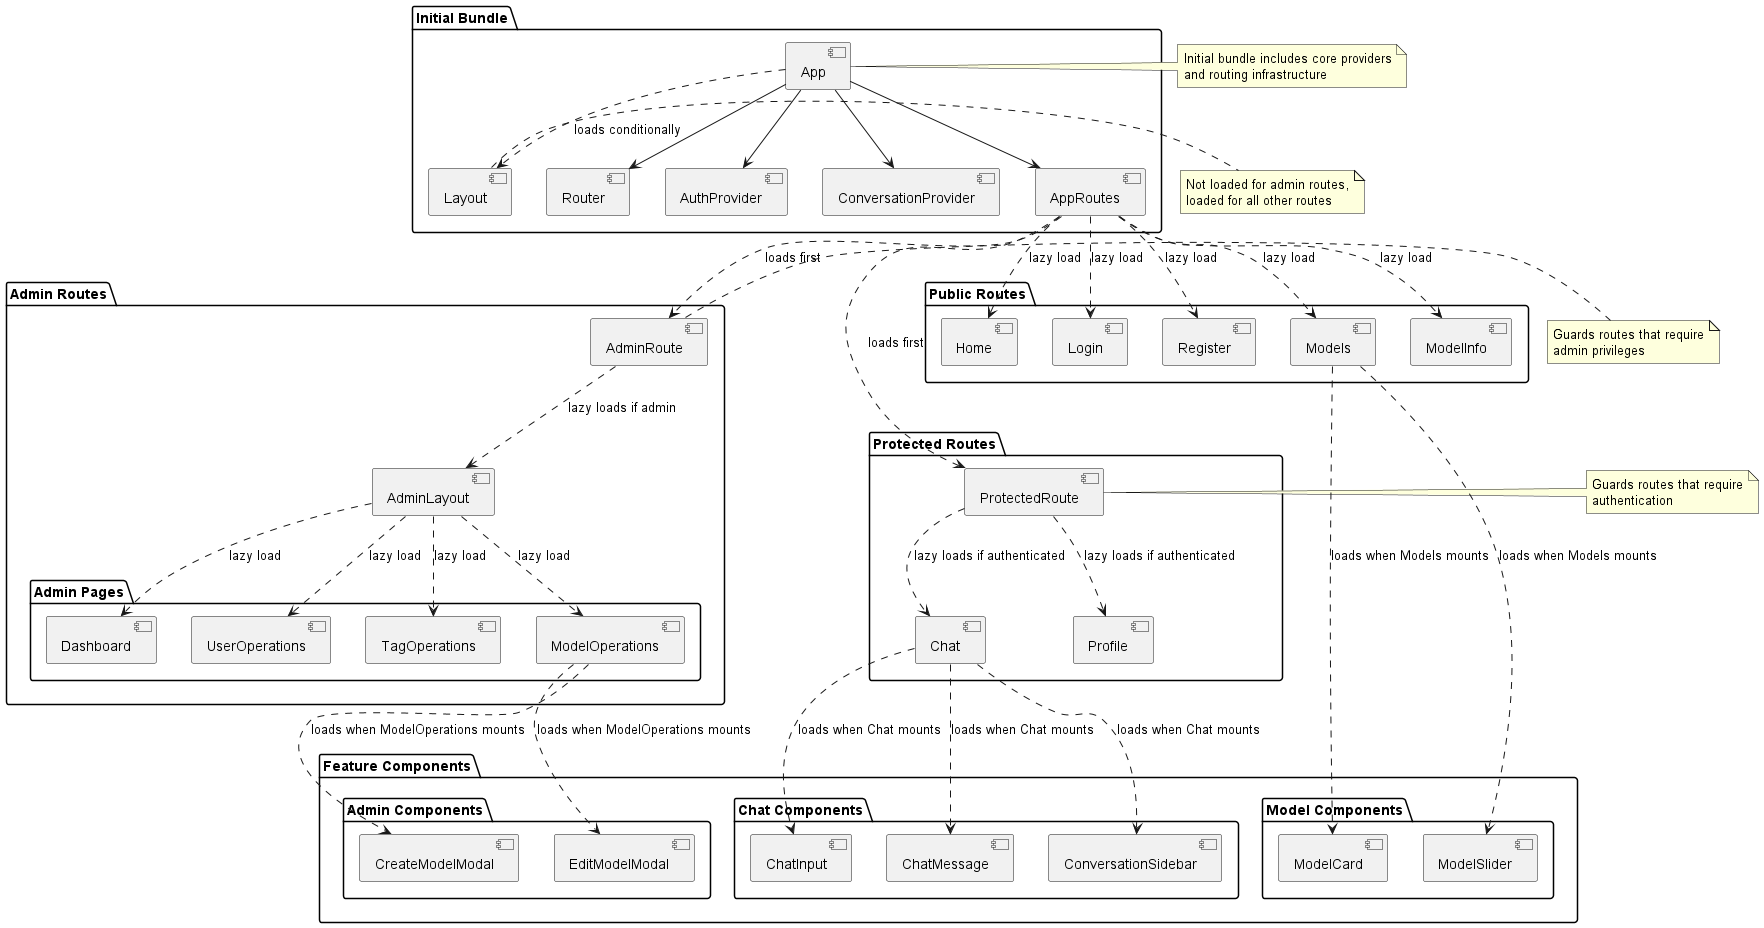 Initial Bundle
App
Initial bundle includes core providers
and routing infrastructure
loads conditionally
Layout
Router
AuthProvider
ConversationProvider
AppRoutes
Not loaded for admin routes,
loaded for all other routes
loads first
lazy load
lazy load
lazy load
lazy load
lazy load
Admin Routes
Public Routes
AdminRoute
Home
Login
Register
Models
ModelInfo
Guards routes that require
admin privileges
loads first
lazy loads if admin
Protected Routes
AdminLayout
ProtectedRoute
Guards routes that require
authentication
lazy load
lazy load
lazy load
lazy load
lazy loads if authenticated
lazy loads if authenticated
loads when Models mounts
loads when Models mounts
Admin Pages
Dashboard
UserOperations
TagOperations
ModelOperations
Chat
Profile
loads when ModelOperations mounts
loads when ModelOperations mounts
loads when Chat mounts
loads when Chat mounts
loads when Chat mounts
Feature Components
Admin Components
Chat Components
Model Components
CreateModelModal
EditModelModal
ChatInput
ChatMessage
ConversationSidebar
ModelCard
ModelSlider